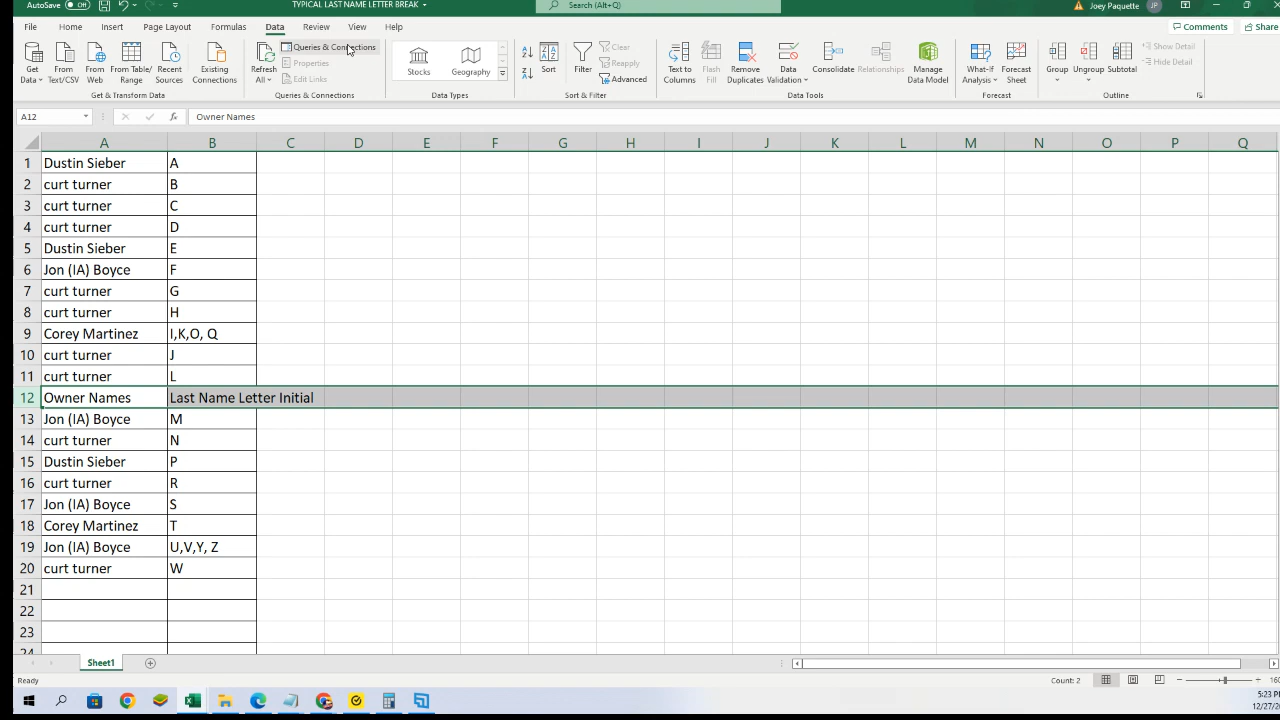 AutoSave Off TYPICAL LAST NAME LETTER BREAK Search (Alt+Q) Joey Paquette JP
File Home Insert Page Layout Formulas Data Review View Help Comments Share
Get Data From Text/CSV From Web From Table/ Range Recent Sources Existing Connections
Get & Transform Data
Refresh All Queries & Connections Properties Edit Links
Queries & Connections
Stocks Geography
Data Types
Sort Filter Clear Reapply Advanced
Sort & Filter
Text to Columns Flash Fill Remove Duplicates Data Validation Consolidate Relationships Manage Data Model
Data Tools
What-If Analysis Forecast Sheet
Forecast
Group Ungroup Subtotal Show Detail Hide Detail
Outline
A12 fx Owner Names
A B C D E F G H I J K L M N O P Q
1 Dustin Sieber A
2 curt turner B
3 curt turner C
4 curt turner D
5 Dustin Sieber E
6 Jon (IA) Boyce F
7 curt turner G
8 curt turner H
9 Corey Martinez I,K,O, Q
10 curt turner J
11 curt turner L
12 Owner Names Last Name Letter Initial
13 Jon (IA) Boyce M
14 curt turner N
15 Dustin Sieber P
16 curt turner R
17 Jon (IA) Boyce S
18 Corey Martinez T
19 Jon (IA) Boyce U,V,Y, Z
20 curt turner W
21
22
23
24
Sheet1
Ready Count: 2
5:23 PM